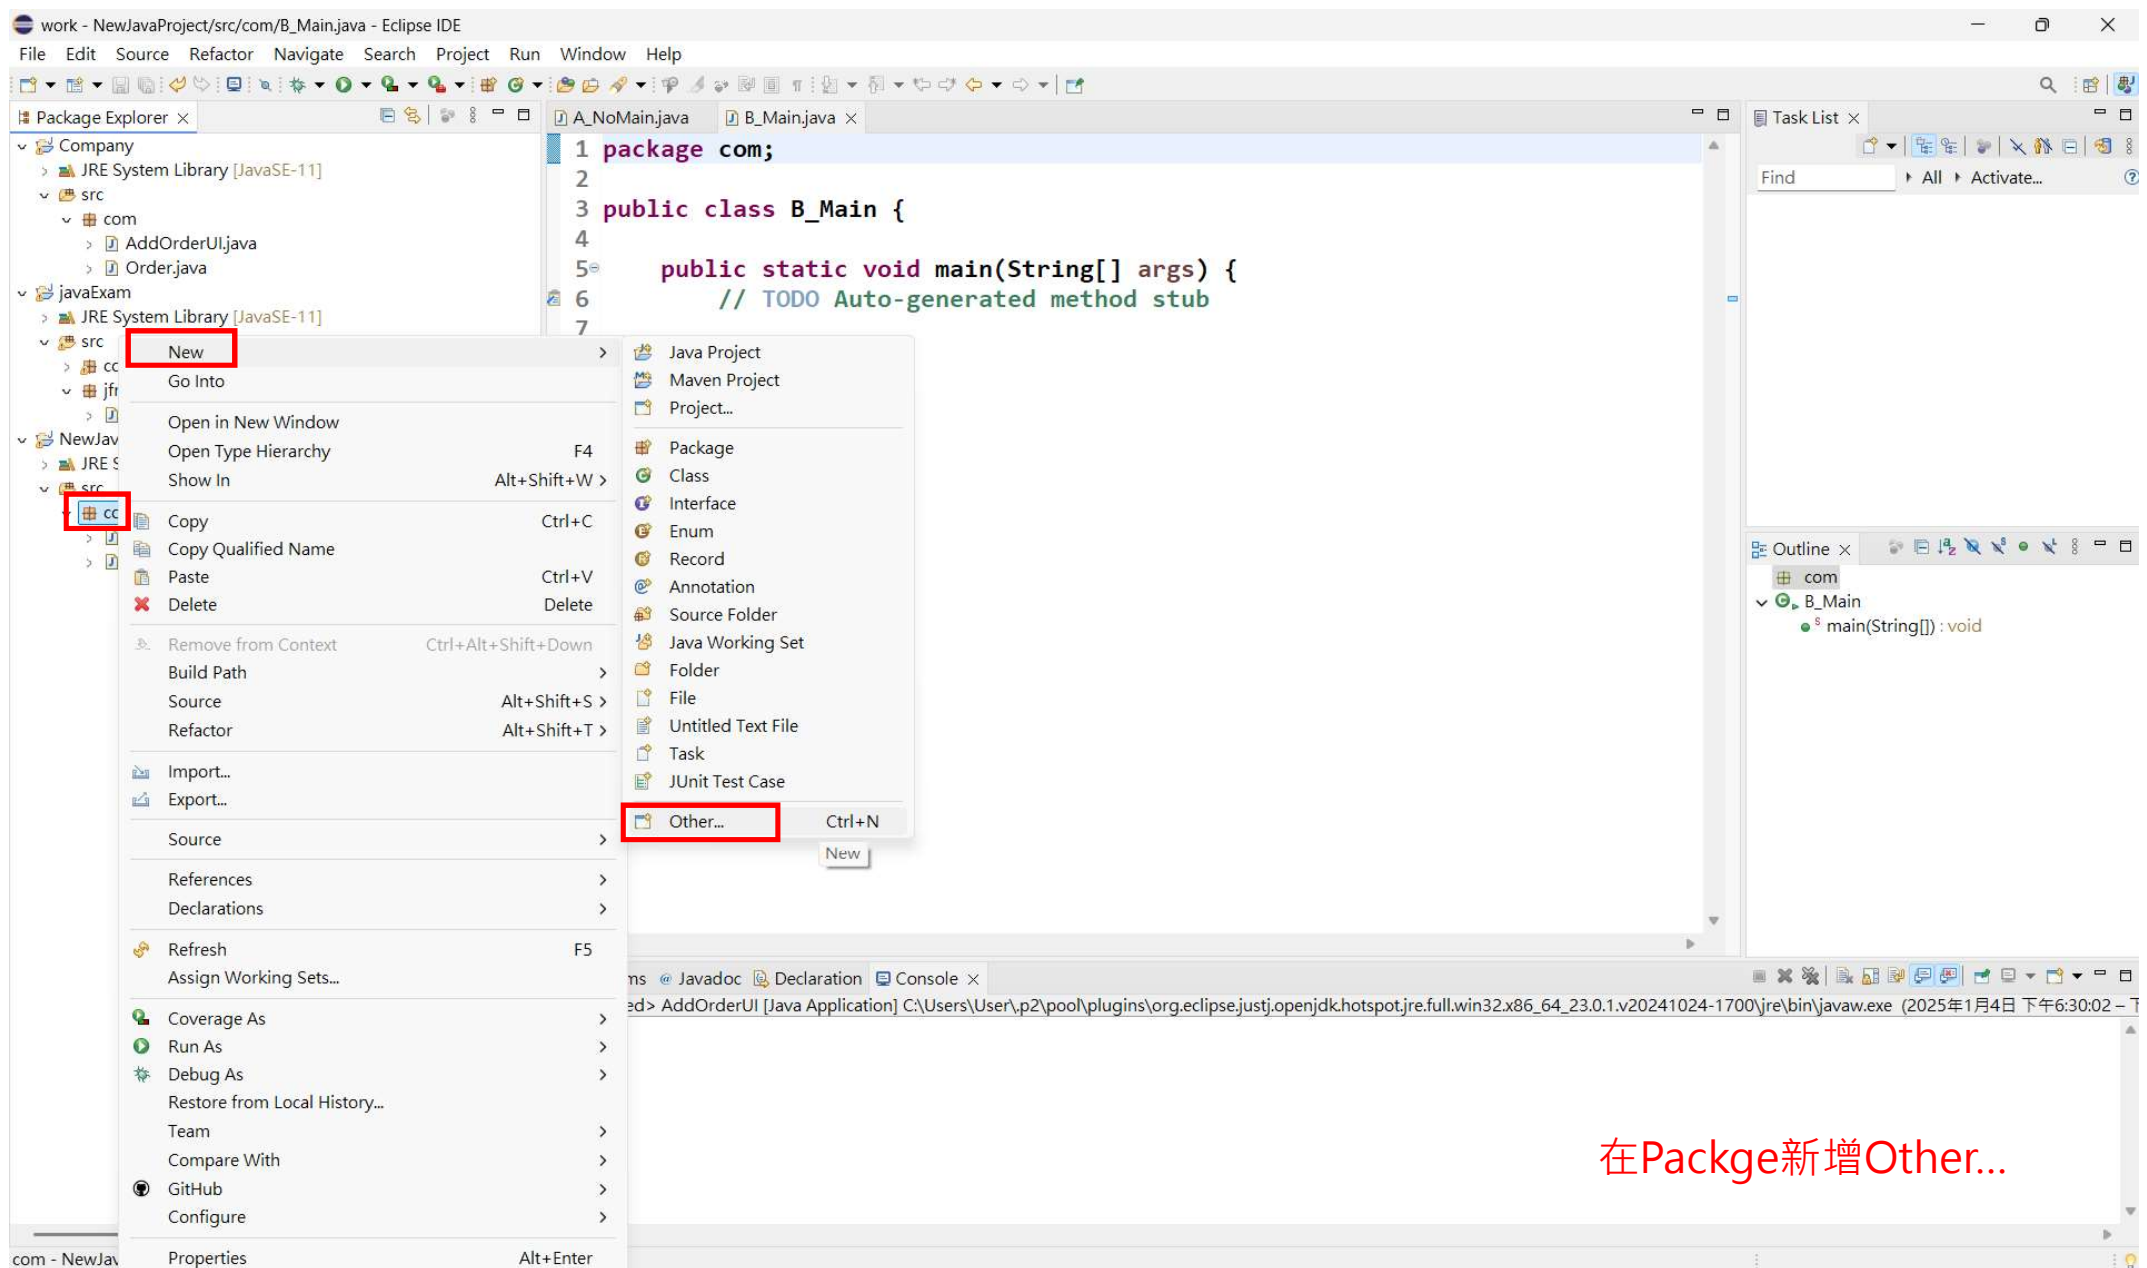 work - NewJavaProject/src/com/B_Main.java - Eclipse IDE
File Edit Source Refactor Navigate Search Project Run Window Help
Package Explorer
Company
JRE System Library [JavaSE-11]
src
com
AddOrderUI.java
Order.java
javaExam
JRE System Library [JavaSE-11]
src
cc
jfr
NewJav
JRE S
src
cc
A_NoMain.java B_Main.java
1 package com;
2
3 public class B_Main {
4
5 public static void main(String[] args) {
6 // TODO Auto-generated method stub
7
New
Go Into
Open in New Window
Open Type Hierarchy F4
Show In Alt+Shift+W >
Copy Ctrl+C
Copy Qualified Name
Paste Ctrl+V
Delete Delete
Remove from Context Ctrl+Alt+Shift+Down
Build Path
Source Alt+Shift+S >
Refactor Alt+Shift+T >
Import...
Export...
Source
References
Declarations
Refresh F5
Assign Working Sets...
Coverage As
Run As
Debug As
Restore from Local History...
Team
Compare With
GitHub
Configure
Properties Alt+Enter
Java Project
Maven Project
Project...
Package
Class
Interface
Enum
Record
Annotation
Source Folder
Java Working Set
Folder
File
Untitled Text File
Task
JUnit Test Case
Other... Ctrl+N
New
Task List
Find All Activate...
Outline
com
B_Main
main(String[]) : void
ms Javadoc Declaration Console
ed> AddOrderUI [Java Application] C:\Users\User\.p2\pool\plugins\org.eclipse.justj.openjdk.hotspot.jre.full.win32.x86_64_23.0.1.v20241024-1700\jre\bin\javaw.exe (2025年1月4日 下午6:30:02 – 下
在Packge新增Other...
com - NewJav